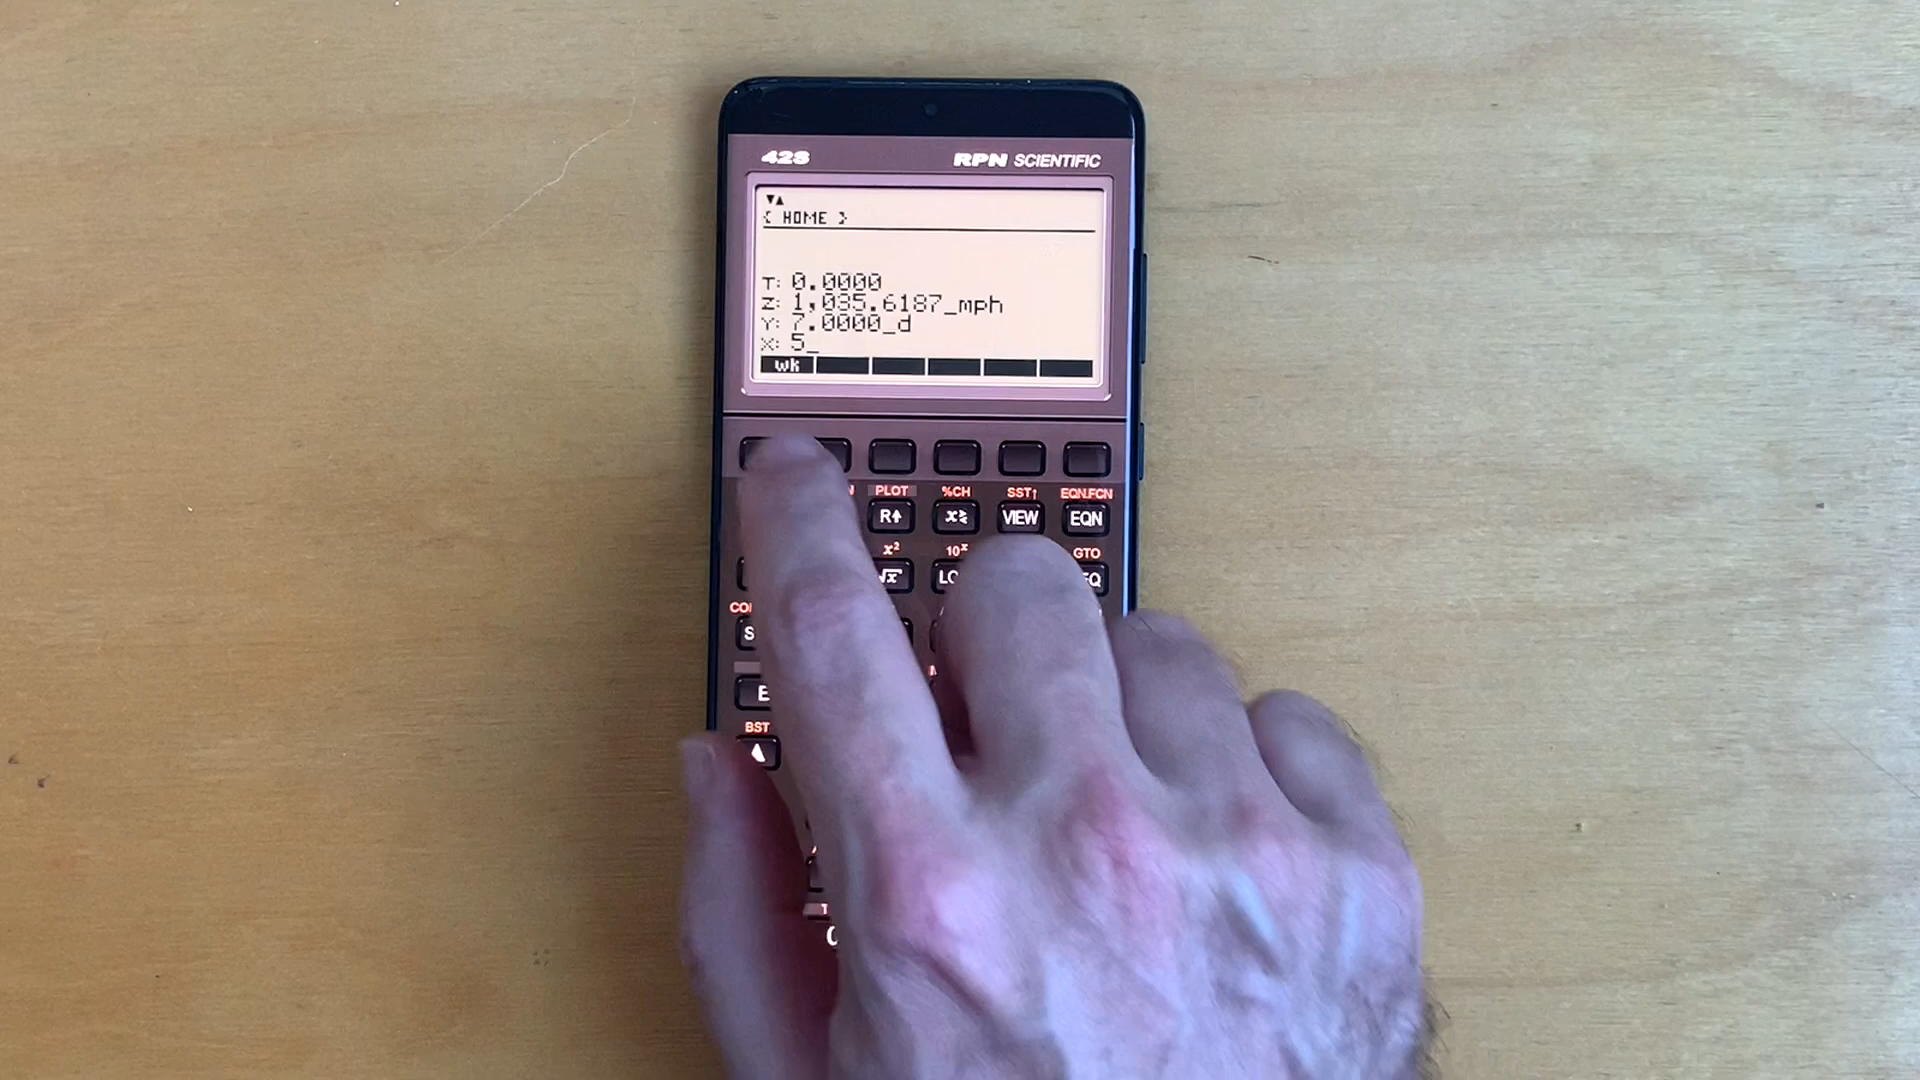 42S RPN SCIENTIFIC
▼▲
{ HOME }
T: 0.0000
Z: 1,035.6187_mph
Y: 7.0000_d
X: 5_
wk
PLOT %CH SST↑ EQN.FCN
R↑ VIEW EQN
x² 10ˣ GTO
√x
BST